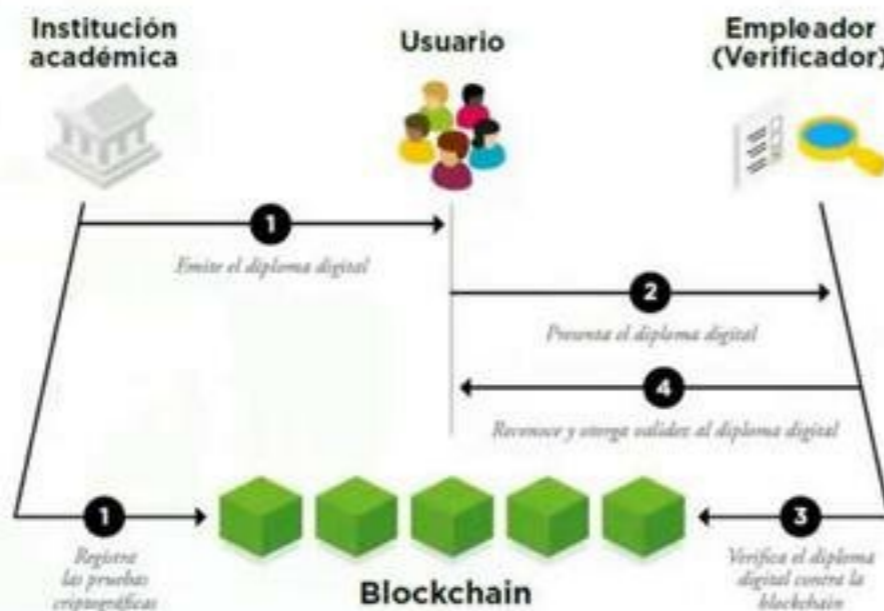 Institución
académica
Usuario
Empleador
(Verificador)
1
Emite el diploma digital
2
Presenta el diploma digital
4
Reconoce y otorga validez al diploma digital
1
3
Registra
las pruebas
criptográficas
Verifica el diploma
digital contra la
blockchain
Blockchain